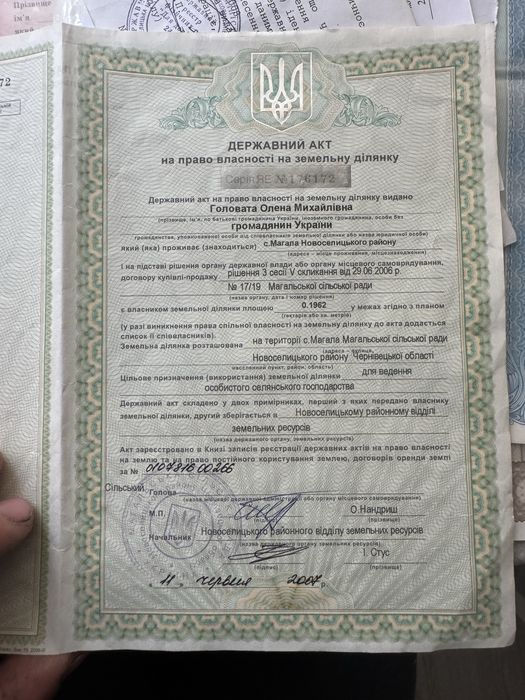 Прізвище
ім'я
172
ДЕРЖАВНИЙ АКТ
на право власності на земельну ділянку
Серія ЯЕ № 176172
Державний акт на право власності на земельну ділянку видано
Головата Олена Михайлівна
(прізвище, ім'я, по батькові громадянина України, іноземного громадянина, особи без
громадянин України
громадянства, уповноваженої особи від співвласників земельної ділянки або назва юридичної особи)
який (яка) проживає (знаходиться) с.Магала Новоселицького району
(адреса – місце проживання, місцезнаходження)
і на підставі рішення органу державної влади або органу місцевого самоврядування,
договору купівлі-продажу рішення 3 сесії V скликання від 29.06 2006 р.
№ 17/19 Магальської сільської ради
(назва органу, дата і номер рішення)
є власником земельної ділянки площею 0.1962 у межах згідно з планом
(гектарів або кв. метрів)
(у разі виникнення права спільної власності на земельну ділянку до акта додається
список її співвласників).
Земельна ділянка розташована на території с.Магала Магальської сільської ради
(адреса – вулиця,
Новоселицького району Чернівецької області
населений пункт, район, область)
Цільове призначення (використання) земельної ділянки для ведення
особистого селянського господарства
Державний акт складено у двох примірниках, перший з яких передано власнику
земельної ділянки, другий зберігається в Новоселицькому районному відділі
земельних ресурсів
(назва державного органу, земельних ресурсів)
Акт зареєстровано в Книзі записів реєстрації державних актів на право власності
на землю та на право постійного користування землею, договорів оренди землі
за № 010781600266
Сільський Голова
(назва місцевої державної адміністрації або органу місцевого самоврядування)
М.П. О.Нандриш
(підпис) (прізвище)
Новоселицького районного відділу земельних ресурсів
Начальник (назва державного органу земельних ресурсів)
І. Стус
(підпис) (прізвище)
" 11 " червня 2007 р.